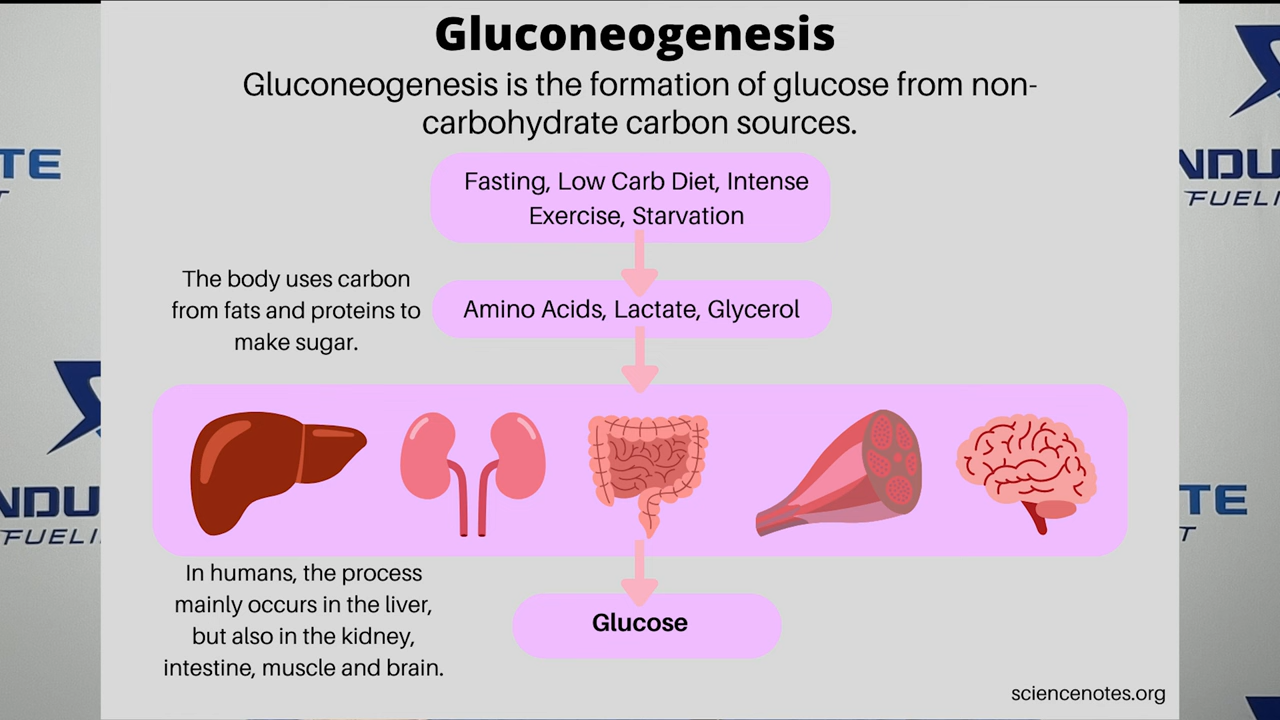 Gluconeogenesis
Gluconeogenesis is the formation of glucose from non-
carbohydrate carbon sources.
Fasting, Low Carb Diet, Intense
Exercise, Starvation
The body uses carbon
from fats and proteins to
make sugar.
Amino Acids, Lactate, Glycerol
In humans, the process
mainly occurs in the liver,
but also in the kidney,
intestine, muscle and brain.
Glucose
sciencenotes.org